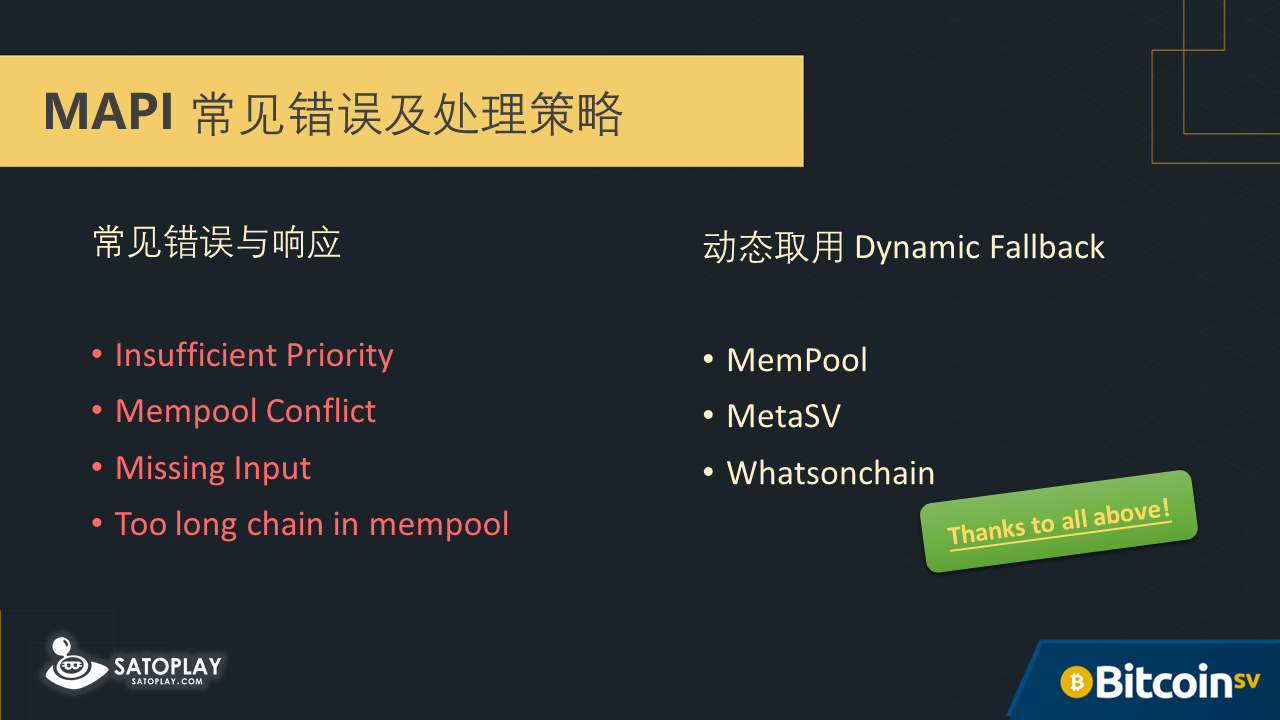 MAPI 常见错误及处理策略
常见错误与响应
• Insufficient Priority
• Mempool Conflict
• Missing Input
• Too long chain in mempool
动态取用 Dynamic Fallback
• MemPool
• MetaSV
• Whatsonchain
Thanks to all above!
SATOPLAY
SATOPLAY.COM
Bitcoin SV